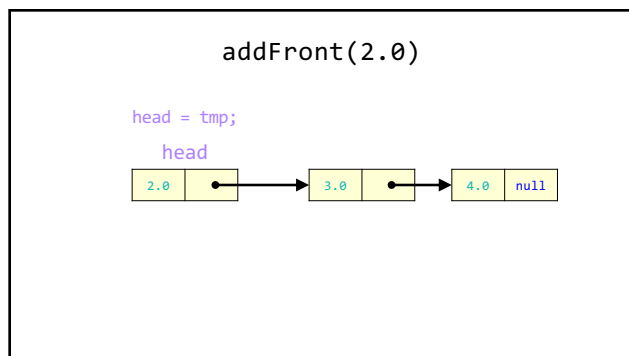 addFront(2.0)
head = tmp;
head
2.0 3.0 4.0 null